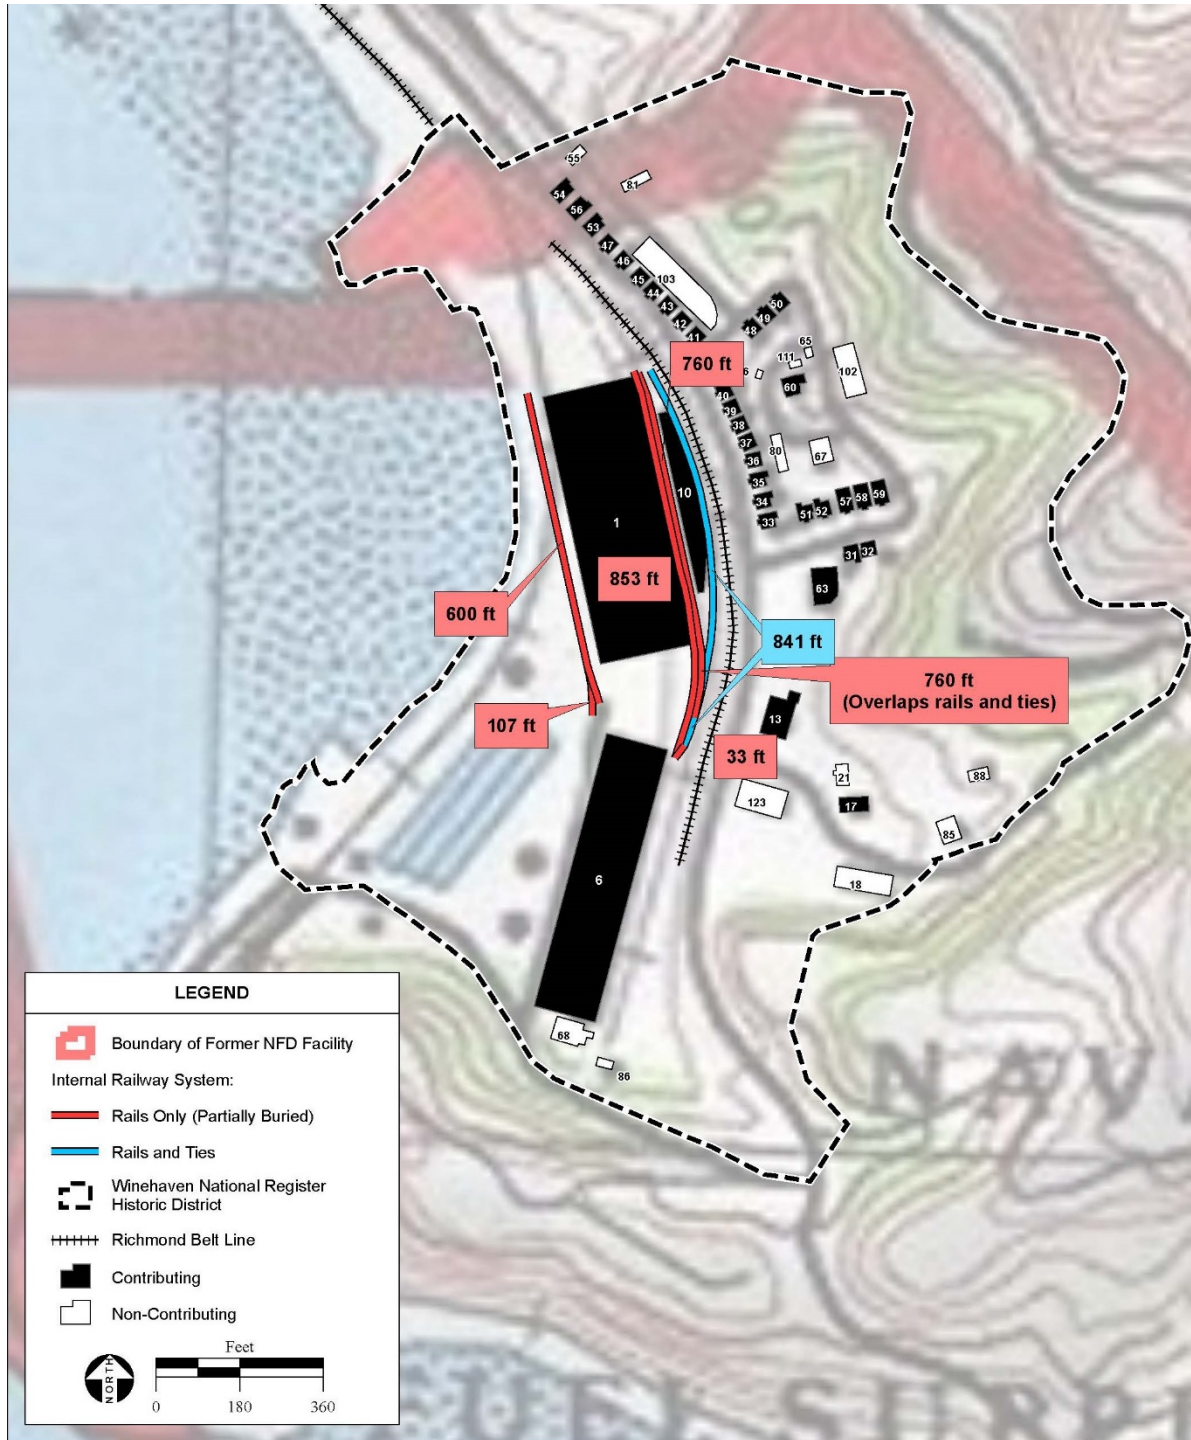 55
81
54
56
53
47
46
45
103
44
43
42
41
50
49
48
65
111
6
760 ft
60
102
40
39
38
37
36
80
67
35
34
33
10
51
52
57
58
59
1
31
32
63
853 ft
600 ft
841 ft
760 ft
(Overlaps rails and ties)
107 ft
13
33 ft
21
88
123
17
85
6
18
68
86
LEGEND
Boundary of Former NFD Facility
Internal Railway System:
Rails Only (Partially Buried)
Rails and Ties
Winehaven National Register
Historic District
Richmond Belt Line
Contributing
Non-Contributing
NORTH
Feet
0 180 360
N A V